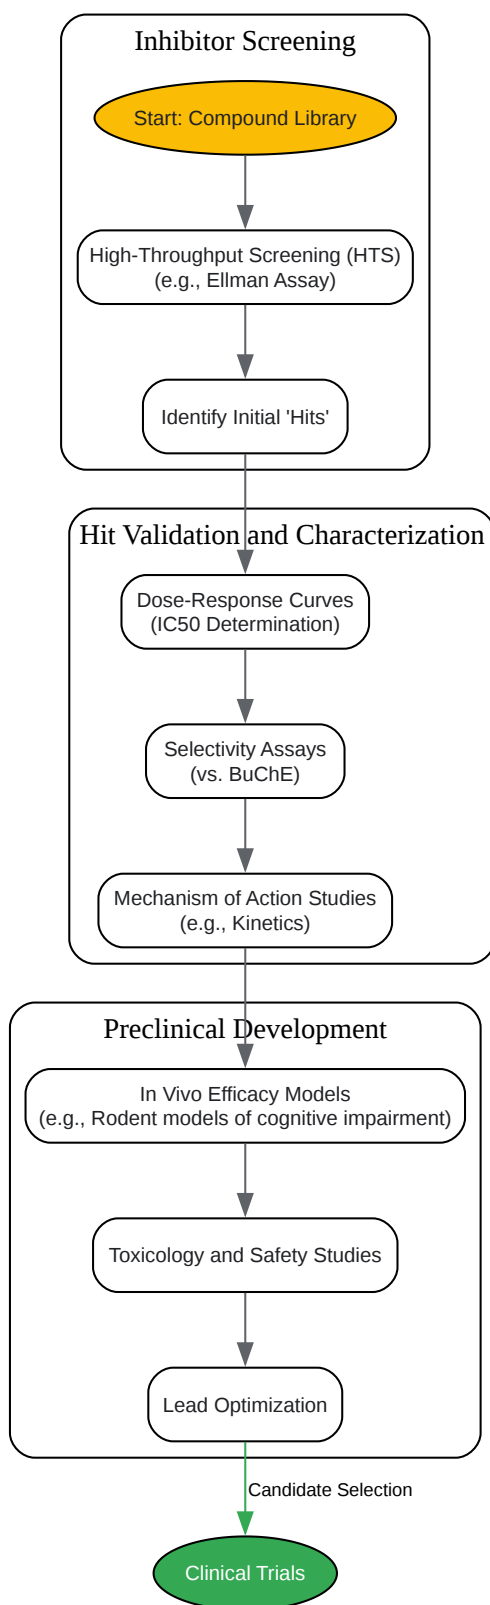 Inhibitor Screening
Start: Compound Library
High-Throughput Screening (HTS)
(e.g., Ellman Assay)
Identify Initial 'Hits'
Hit Validation and Characterization
Dose-Response Curves
(IC50 Determination)
Selectivity Assays
(vs. BuChE)
Mechanism of Action Studies
(e.g., Kinetics)
Preclinical Development
In Vivo Efficacy Models
(e.g., Rodent models of cognitive impairment)
Toxicology and Safety Studies
Lead Optimization
Candidate Selection
Clinical Trials